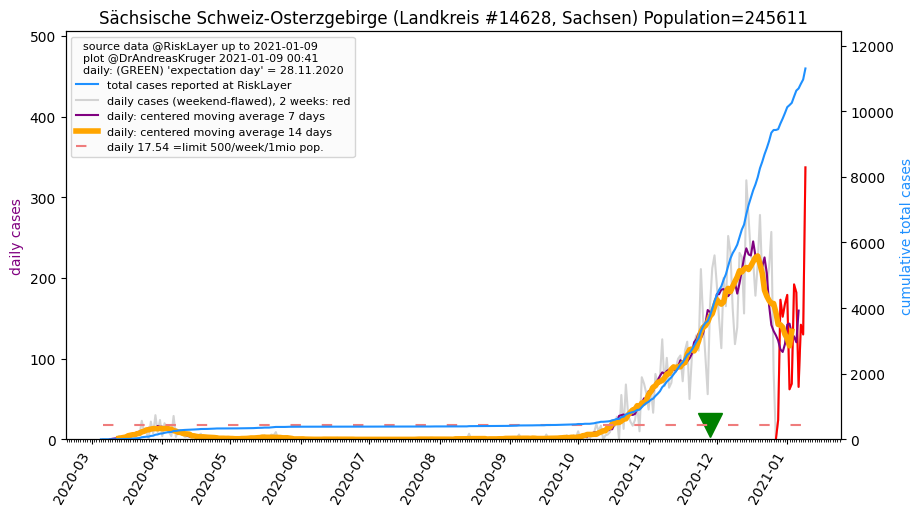 Sächsische Schweiz-Osterzgebirge (Landkreis #14628, Sachsen) Population=245611
source data @RiskLayer up to 2021-01-09
plot @DrAndreasKruger 2021-01-09 00:41
daily: (GREEN) 'expectation day' = 28.11.2020
total cases reported at RiskLayer
daily cases (weekend-flawed), 2 weeks: red
daily: centered moving average 7 days
daily: centered moving average 14 days
daily 17.54 =limit 500/week/1mio pop.
daily cases
500
400
300
200
100
0
cumulative total cases
12000
10000
8000
6000
4000
2000
0
2020-03
2020-04
2020-05
2020-06
2020-07
2020-08
2020-09
2020-10
2020-11
2020-12
2021-01